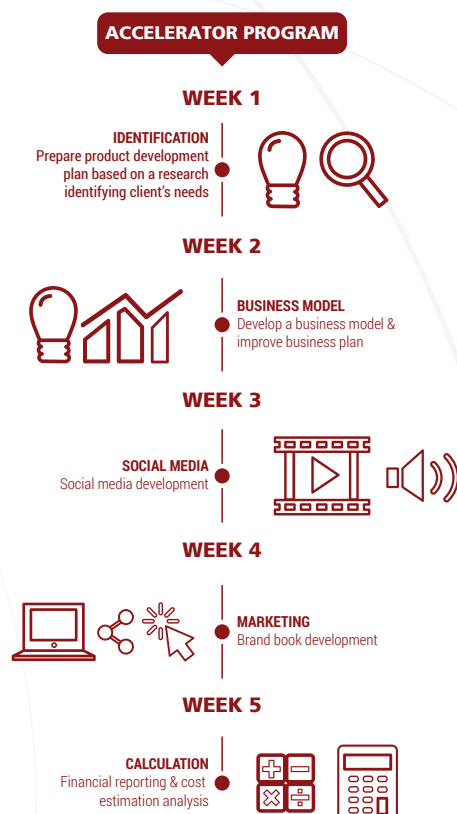 ACCELERATOR PROGRAM
WEEK 1
IDENTIFICATION
Prepare product development
plan based on a research
identifying client's needs
WEEK 2
BUSINESS MODEL
Develop a business model &
improve business plan
WEEK 3
SOCIAL MEDIA
Social media development
WEEK 4
MARKETING
Brand book development
WEEK 5
CALCULATION
Financial reporting & cost
estimation analysis